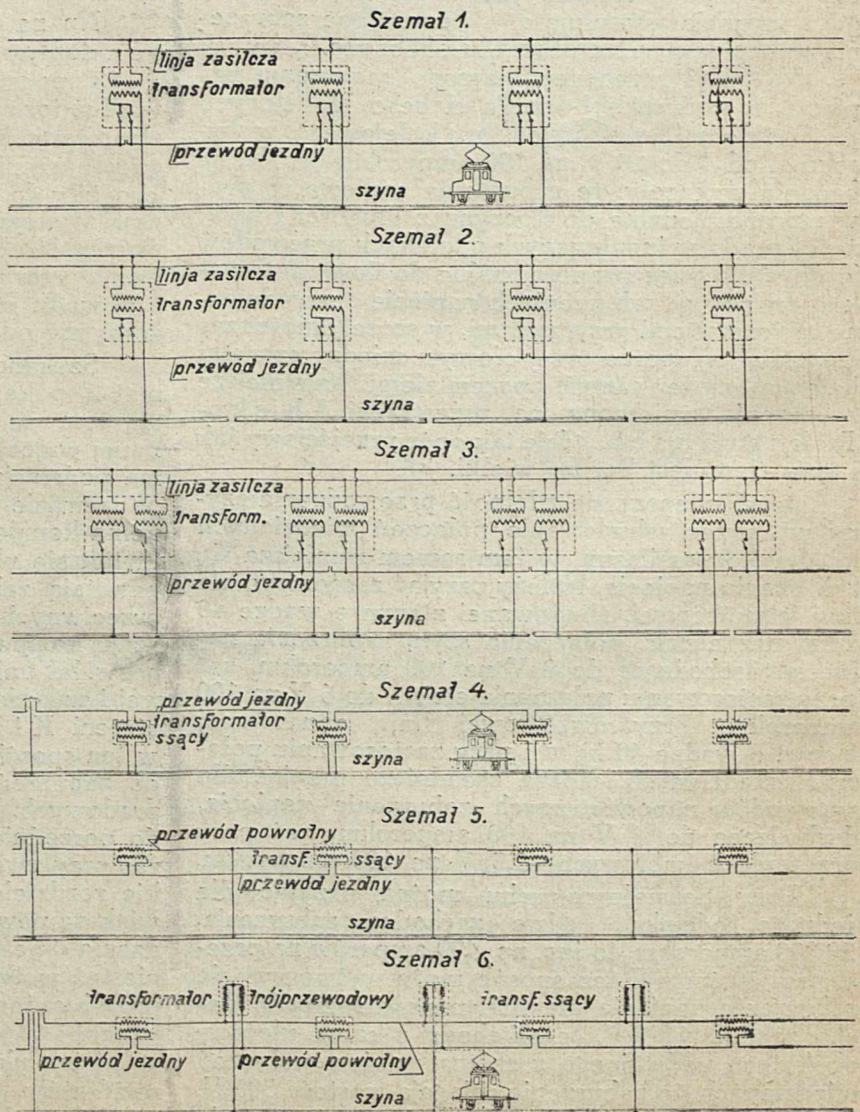 Szemat 1.
linja zasilcza
transformator
przewód jezdny
szyna
Szemat 2.
linja zasilcza
transformator
przewód jezdny
szyna
Szemat 3.
linja zasilcza
transform.
przewód jezdny
szyna
Szemat 4.
przewód jezdny
transformator
ssący
szyna
Szemat 5.
przewód powrotny
transf. ssący
przewód jezdny
szyna
Szemat 6.
transformator trójprzewodowy transf. ssący
przewód jezdny przewód powrotny
szyna